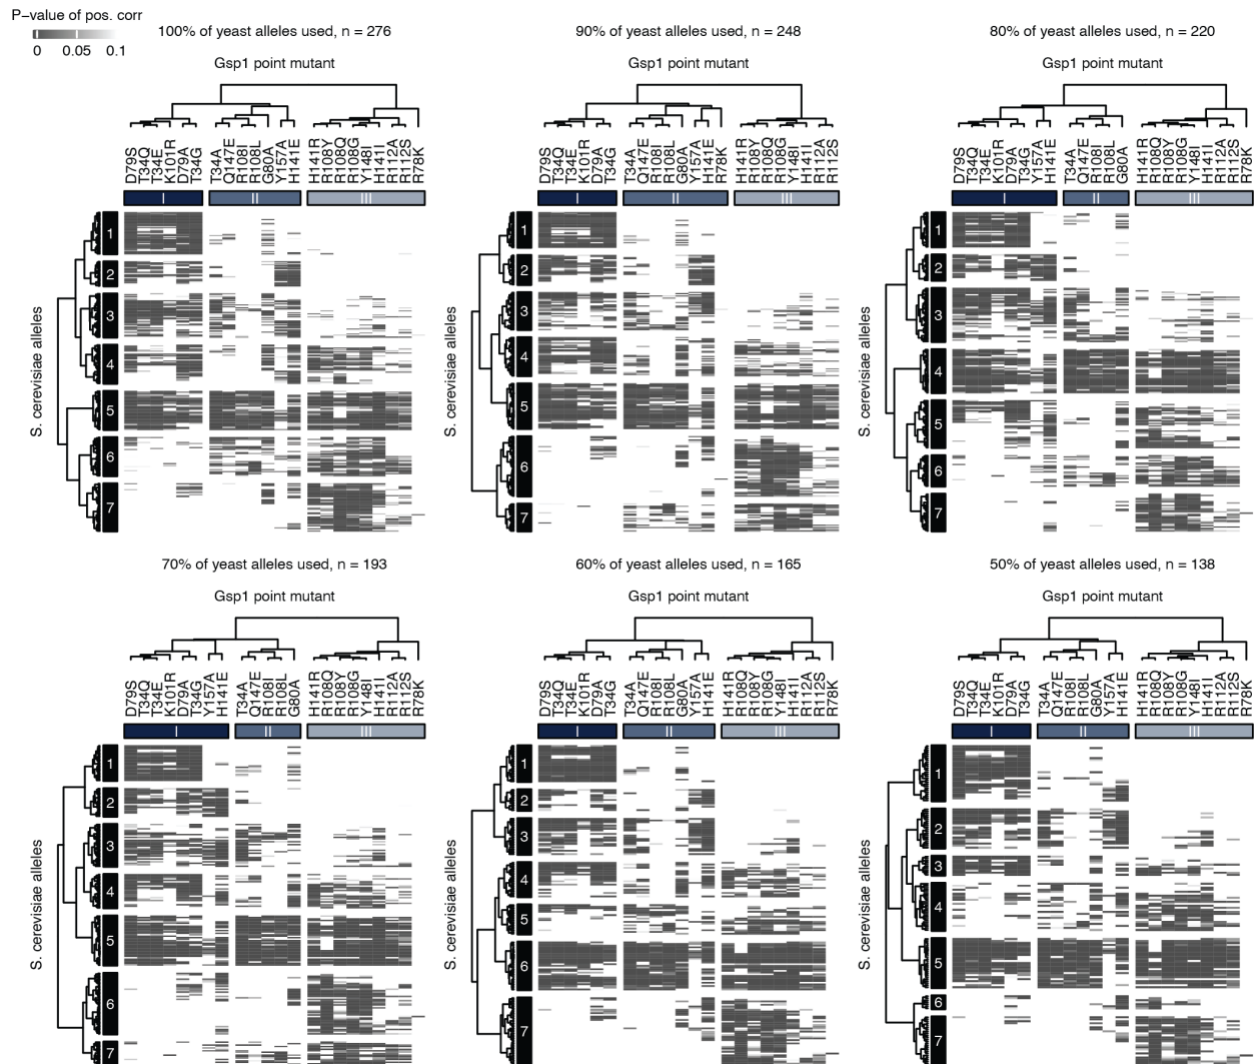 P-value of pos. corr
0 0.05 0.1
100% of yeast alleles used, n = 276
Gsp1 point mutant
D79S T34Q T34E K101R D79A T34G T34A Q147E R108I R108L G80A Y157A H141E H141R R108Y R108Q R108G Y148I H141I R112A R112S R78K
I II III
S. cerevisiae alleles
1
2
3
4
5
6
7
90% of yeast alleles used, n = 248
Gsp1 point mutant
D79S T34Q T34E K101R D79A T34G T34A Q147E R108I R108L G80A Y157A H141E R78K H141R R108Y R108Q R108G Y148I H141I R112A R112S
I II III
S. cerevisiae alleles
1
2
3
4
5
6
7
80% of yeast alleles used, n = 220
Gsp1 point mutant
D79S T34Q T34E K101R D79A T34G Y157A H141E T34A Q147E R108I R108L G80A H141R R108Q R108Y R108G Y148I H141I R112A R112S R78K
I II III
S. cerevisiae alleles
1
2
3
4
5
6
7
70% of yeast alleles used, n = 193
Gsp1 point mutant
D79S T34Q T34E K101R D79A T34G Y157A H141E T34A Q147E R108I R108L G80A H141R R108Q R108Y R108G Y148I H141I R112A R112S R78K
I II III
S. cerevisiae alleles
1
2
3
4
5
6
7
60% of yeast alleles used, n = 165
Gsp1 point mutant
D79S T34Q T34E K101R D79A T34G T34A Q147E R108I R108L G80A Y157A H141E H141R R108Q R108Y R108G Y148I H141I R112A R112S R78K
I II III
S. cerevisiae alleles
1
2
3
4
5
6
7
50% of yeast alleles used, n = 138
Gsp1 point mutant
D79S T34Q T34E K101R D79A T34G T34A Q147E R108I R108L G80A Y157A H141E H141R R108Q R108Y R108G Y148I H141I R112A R112S R78K
I II III
S. cerevisiae alleles
1
2
3
4
5
6
7